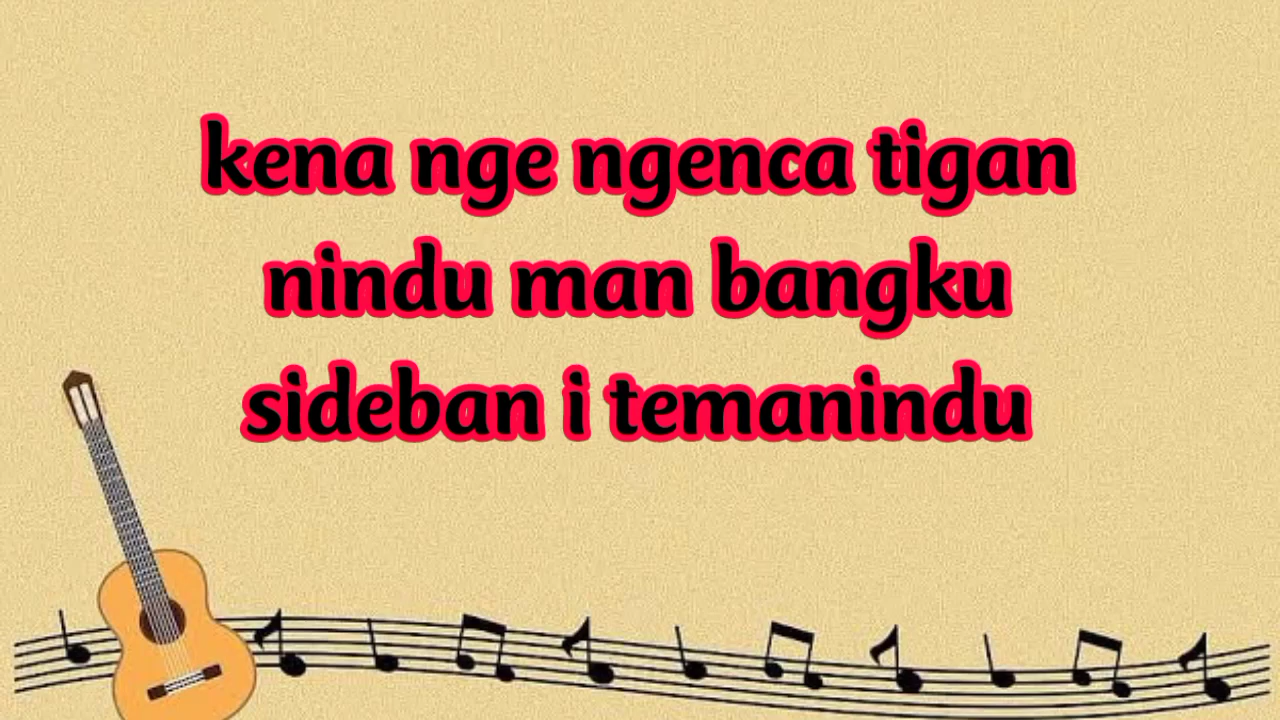 kena nge ngenca tigan
nindu man bangku
sideban i temanindu